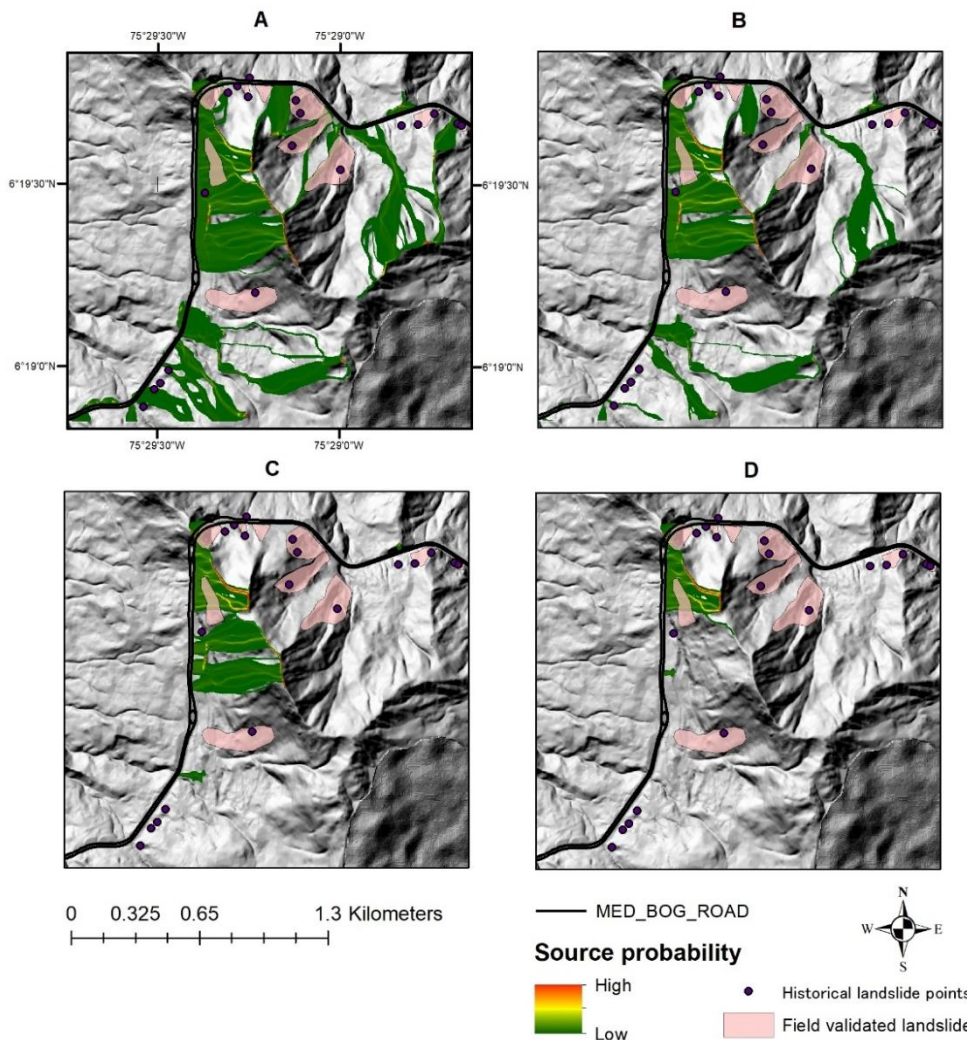 A
B
75°29'30"W
75°29'0"W
6°19'30"N
6°19'30"N
6°19'0"N
6°19'0"N
75°29'30"W
75°29'0"W
C
D
0 0.325 0.65 1.3 Kilometers
MED_BOG_ROAD
N
W
E
S
Source probability
High
Low
Historical landslide points
Field validated landslide